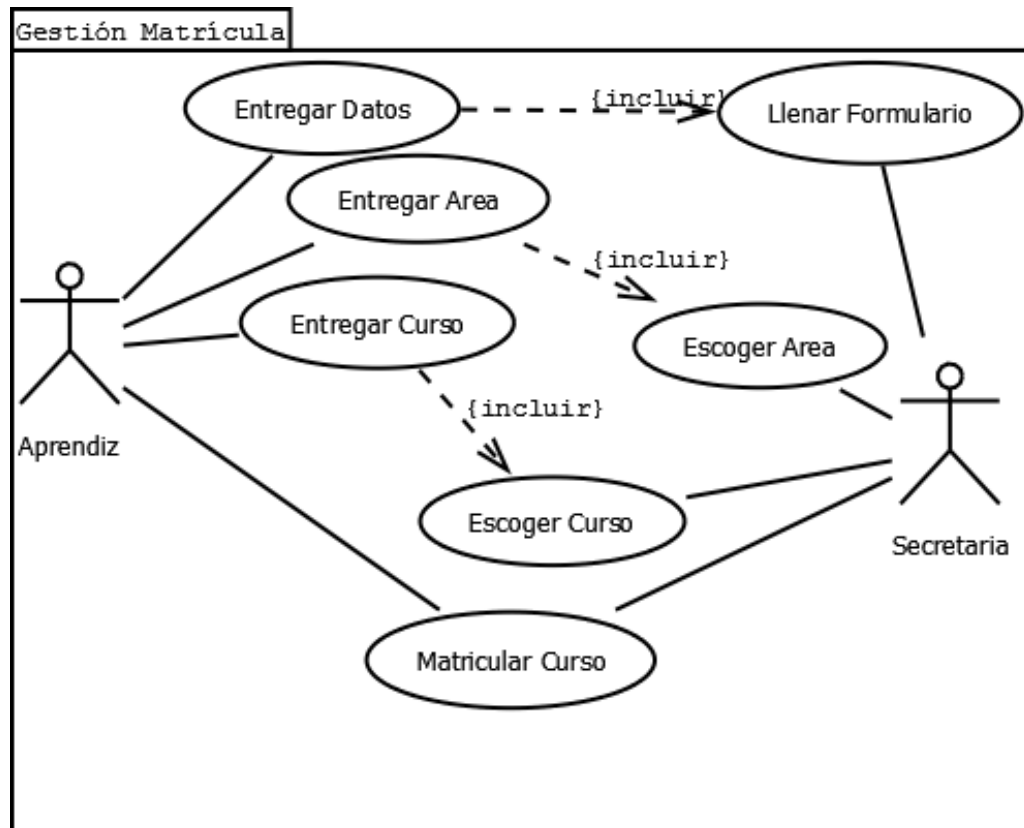 Gestión Matrícula
Entregar Datos
{incluir}
Llenar Formulario
Entregar Area
{incluir}
Entregar Curso
Escoger Area
{incluir}
Aprendiz
Escoger Curso
Secretaria
Matricular Curso